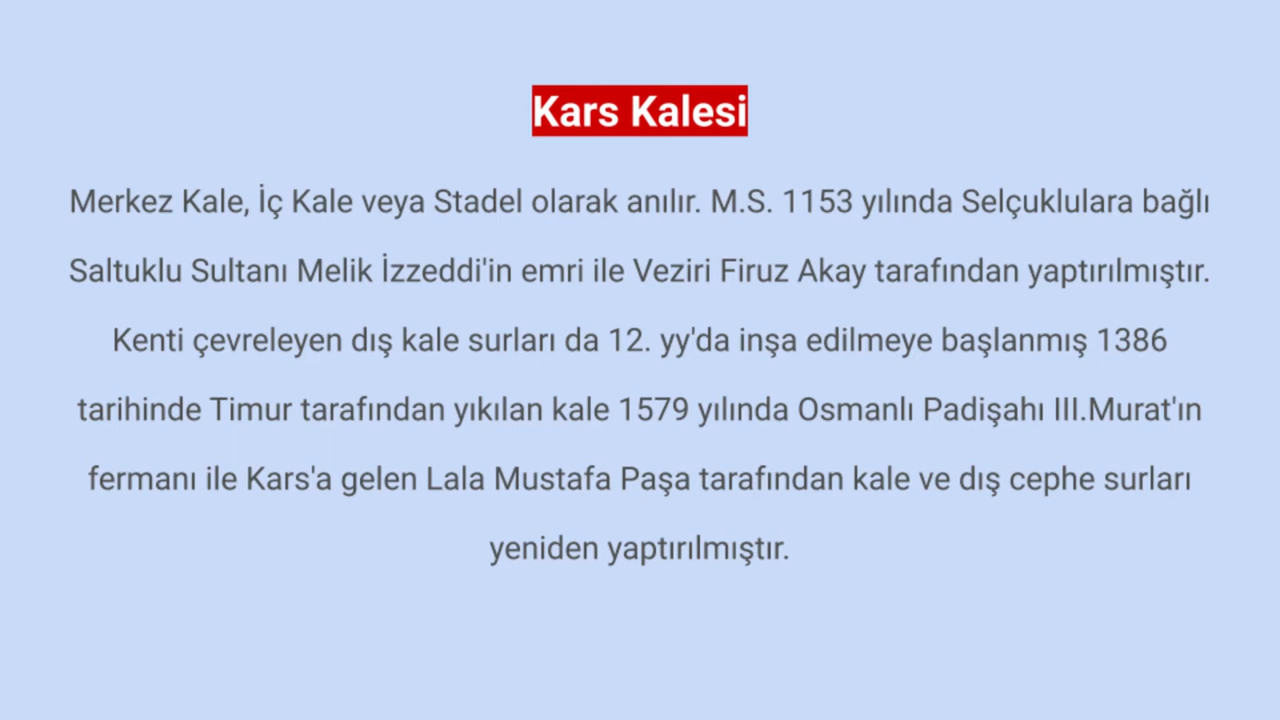 Kars Kalesi
Merkez Kale, İç Kale veya Stadel olarak anılır. M.S. 1153 yılında Selçuklulara bağlı
Saltuklu Sultanı Melik İzzeddi'in emri ile Veziri Firuz Akay tarafından yaptırılmıştır.
Kenti çevreleyen dış kale surları da 12. yy'da inşa edilmeye başlanmış 1386
tarihinde Timur tarafından yıkılan kale 1579 yılında Osmanlı Padişahı III.Murat'ın
fermanı ile Kars'a gelen Lala Mustafa Paşa tarafından kale ve dış cephe surları
yeniden yaptırılmıştır.